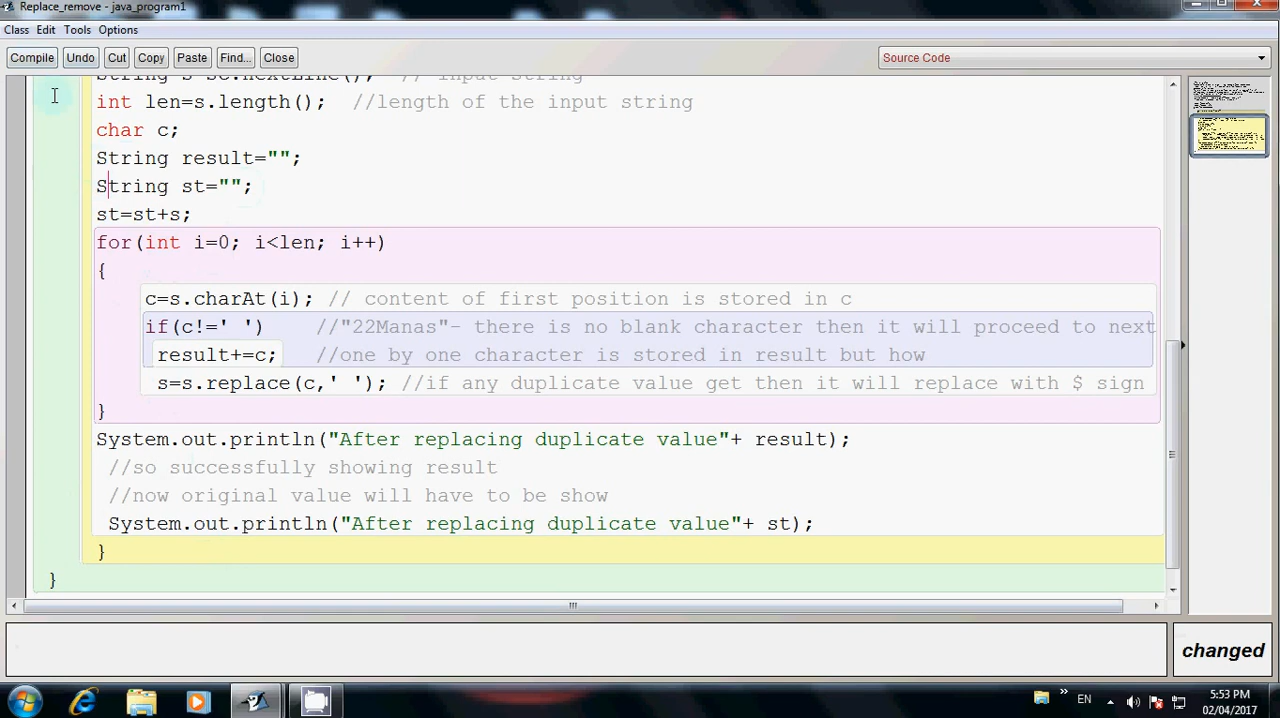 Replace_remove - java_program1
Class Edit Tools Options
Compile Undo Cut Copy Paste Find... Close Source Code
int len=s.length(); //length of the input string
char c;
String result="";
String st="";
st=st+s;
for(int i=0; i<len; i++)
{
c=s.charAt(i); // content of first position is stored in c
if(c!=' ') //"22Manas"- there is no blank character then it will proceed to next
result+=c; //one by one character is stored in result but how
s=s.replace(c,' '); //if any duplicate value get then it will replace with $ sign
}
System.out.println("After replacing duplicate value"+ result);
//so successfully showing result
//now original value will have to be show
System.out.println("After replacing duplicate value"+ st);
}
}
changed
EN
5:53 PM
02/04/2017